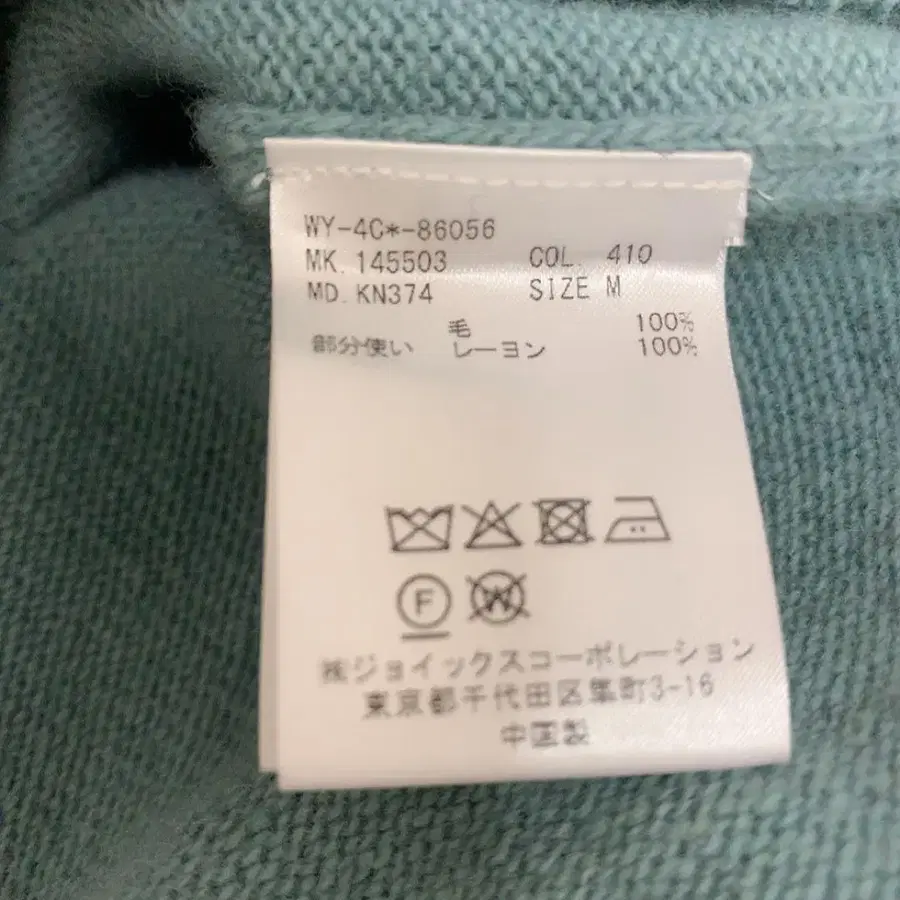 WY-4C*-86056
MK. 145503 COL. 410
MD. KN374 SIZE M
毛 100%
部分使い レーヨン 100%
F W
㈱ジョイックスコーポレーション
東京都千代田区隼町3-16
中国製